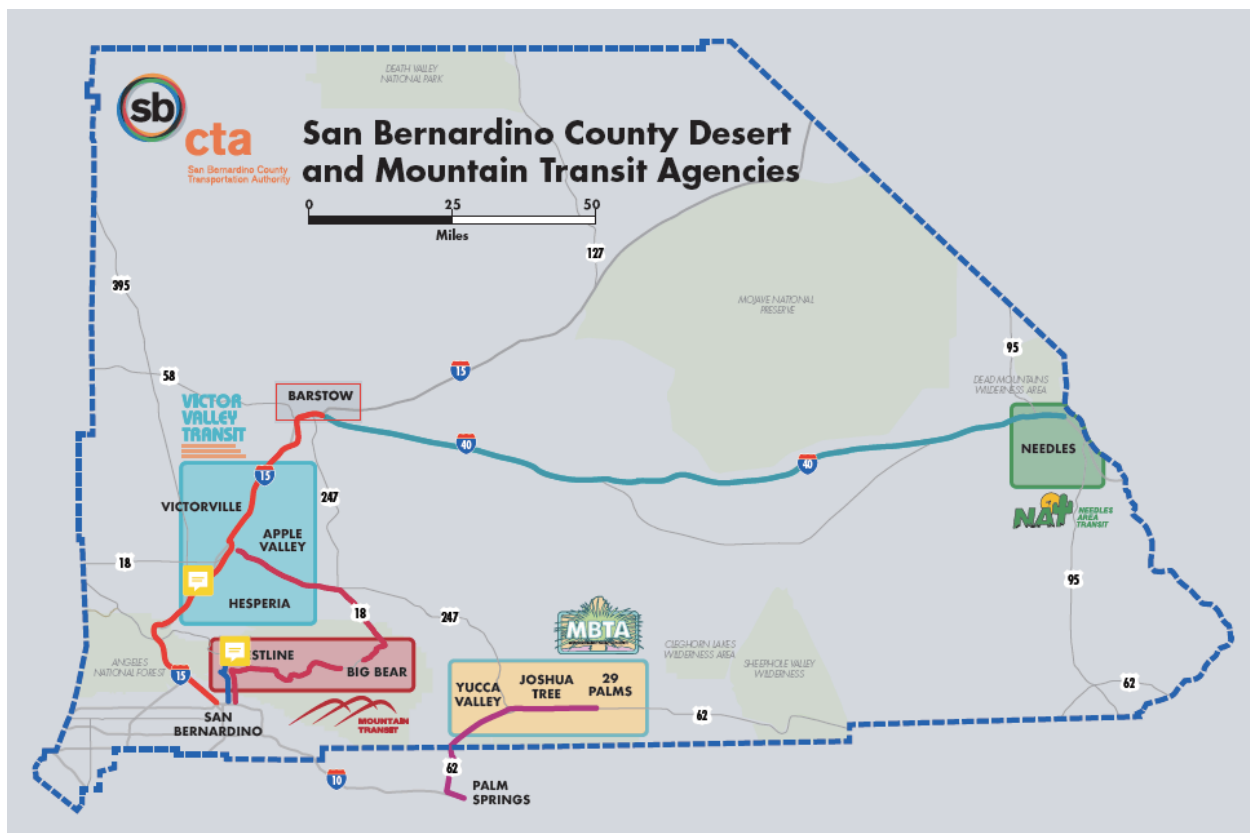 DEATH VALLEY
NATIONAL PARK
sb
cta
San Bernardino County
Transportation Authority
San Bernardino County Desert
and Mountain Transit Agencies
0 25 50
Miles
127
395
MOJAVE NATIONAL
PRESERVE
95
15
58
DEAD MOUNTAINS
WILDERNESS AREA
BARSTOW
VICTOR
VALLEY
TRANSIT
40
NEEDLES
40
15
247
VICTORVILLE
NAT
NEEDLES
AREA
TRANSIT
APPLE
VALLEY
18
95
HESPERIA
18
247
MBTA
CLEGHORN LAKES
WILDERNESS AREA
STLINE
ANGELES
NATIONAL FOREST
SHEEPHOLE VALLEY
WILDERNESS
BIG BEAR
15
YUCCA
VALLEY
JOSHUA
TREE
29
PALMS
62
SAN
BERNARDINO
MOUNTAIN
TRANSIT
62
62
10
PALM
SPRINGS